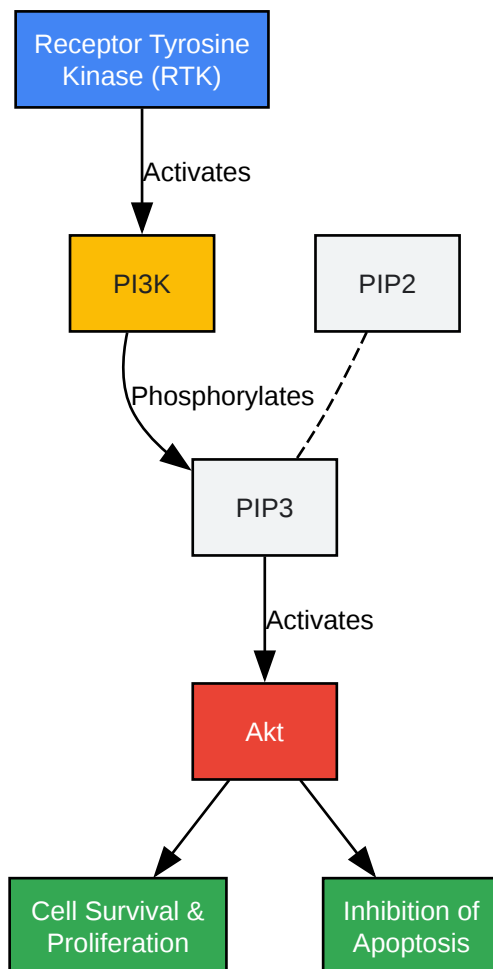 Receptor Tyrosine
Kinase (RTK)
Activates
PI3K
PIP2
Phosphorylates
PIP3
Activates
Akt
Cell Survival &
Proliferation
Inhibition of
Apoptosis